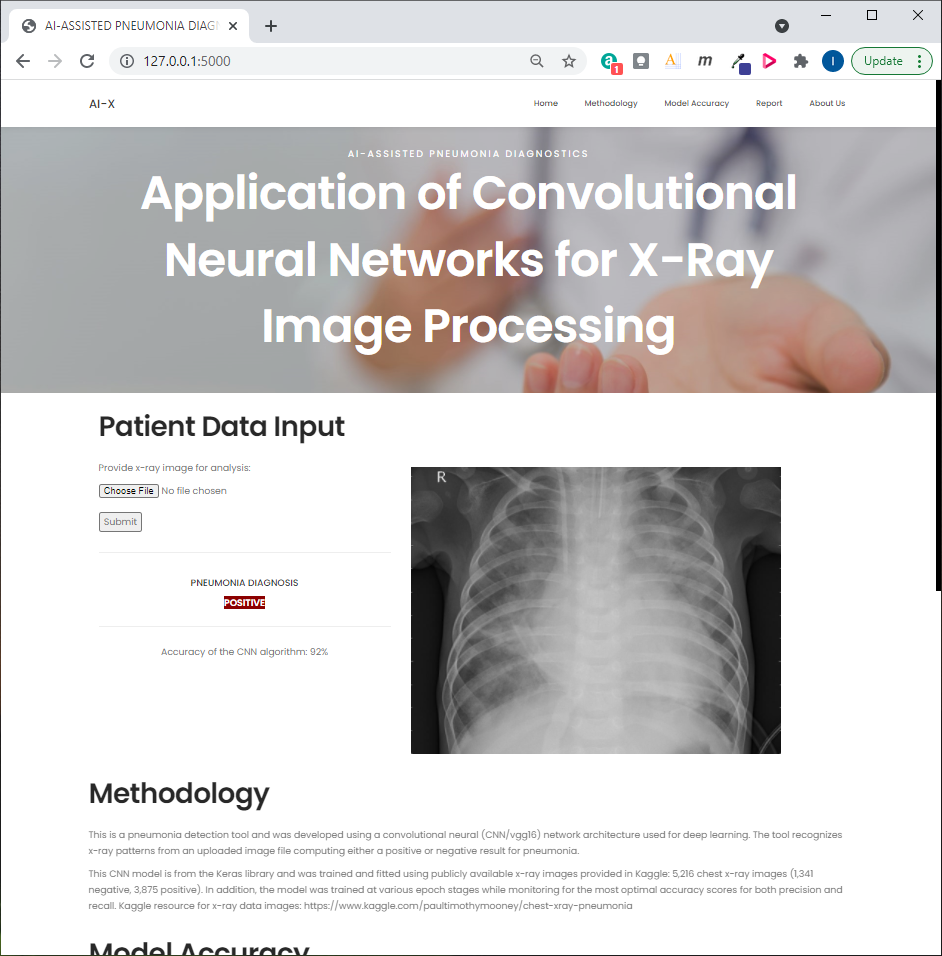 AI-ASSISTED PNEUMONIA DIAG
127.0.0.1:5000
a
1
A
m
I
Update
AI-X
Home Methodology Model Accuracy Report About Us
AI-ASSISTED PNEUMONIA DIAGNOSTICS
Application of Convolutional
Neural Networks for X-Ray
Image Processing
Patient Data Input
Provide x-ray image for analysis:
Choose File No file chosen
Submit
PNEUMONIA DIAGNOSIS
POSITIVE
Accuracy of the CNN algorithm: 92%
R
Methodology
This is a pneumonia detection tool and was developed using a convolutional neural (CNN/vgg16) network architecture used for deep learning. The tool recognizes
x-ray patterns from an uploaded image file computing either a positive or negative result for pneumonia.
This CNN model is from the Keras library and was trained and fitted using publicly available x-ray images provided in Kaggle: 5,216 chest x-ray images (1,341
negative, 3,875 positive). In addition, the model was trained at various epoch stages while monitoring for the most optimal accuracy scores for both precision and
recall. Kaggle resource for x-ray data images: https://www.kaggle.com/paultimothymooney/chest-xray-pneumonia
Model Accuracy